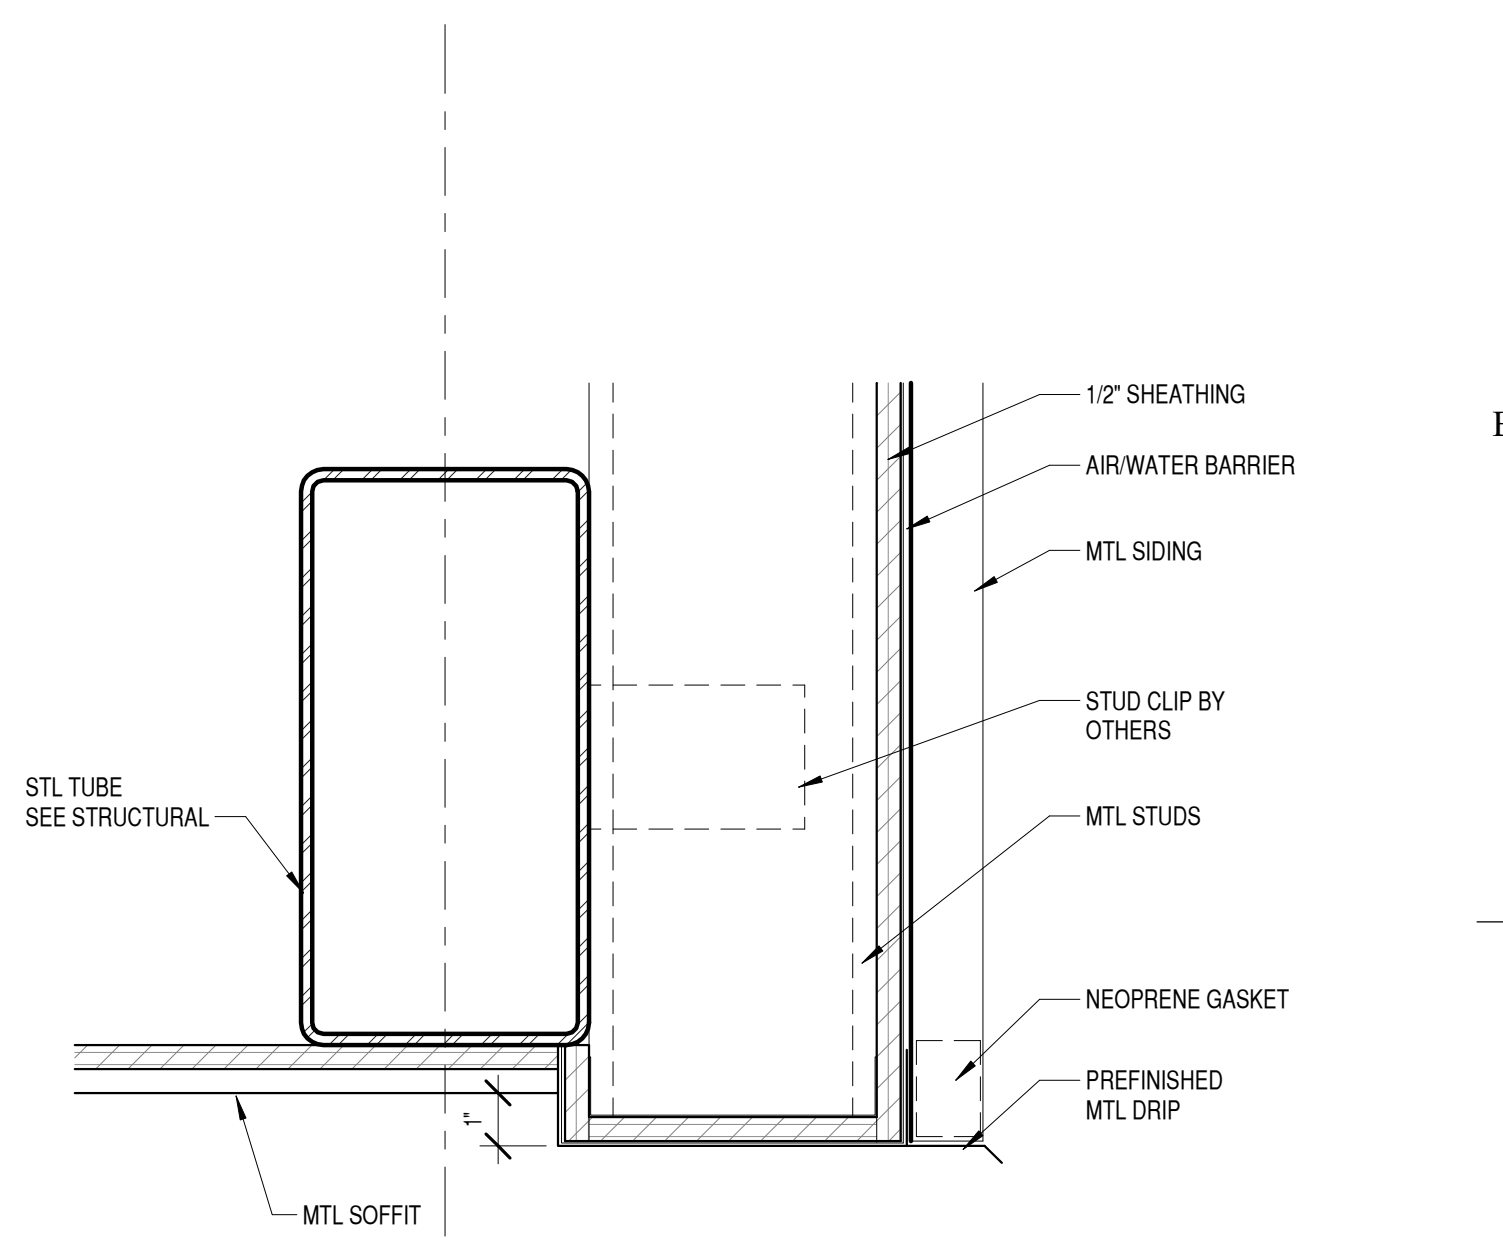 1/2" SHEATHING
AIR/WATER BARRIER
MTL SIDING
STUD CLIP BY
OTHERS
STL TUBE
SEE STRUCTURAL
MTL STUDS
NEOPRENE GASKET
PREFINISHED
MTL DRIP
1"
MTL SOFFIT